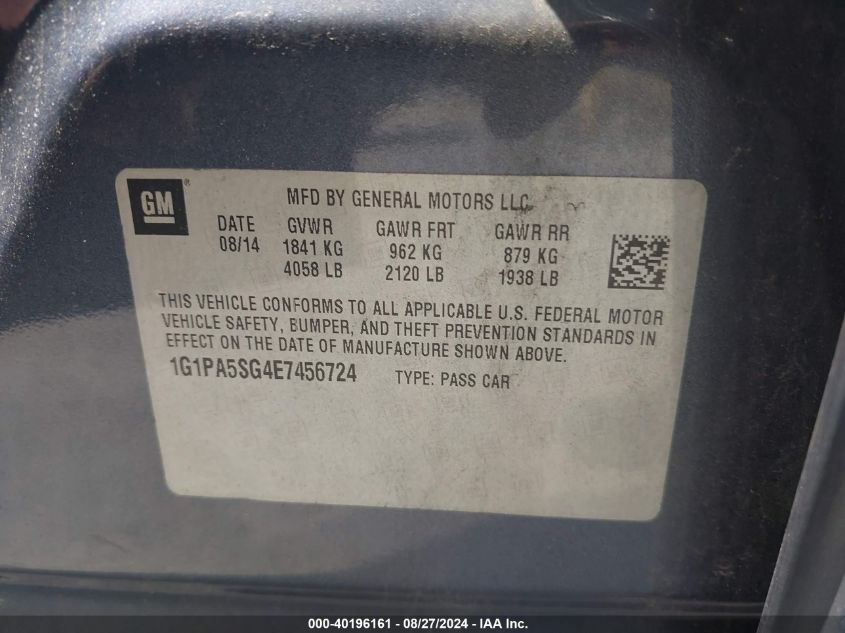 GM ®
MFD BY GENERAL MOTORS LLC
DATE GVWR GAWR FRT GAWR RR
08/14 1841 KG 962 KG 879 KG
4058 LB 2120 LB 1938 LB
THIS VEHICLE CONFORMS TO ALL APPLICABLE U.S. FEDERAL MOTOR
VEHICLE SAFETY, BUMPER, AND THEFT PREVENTION STANDARDS IN
EFFECT ON THE DATE OF MANUFACTURE SHOWN ABOVE.
1G1PA5SG4E7456724 TYPE: PASS CAR
000-40196161 - 08/27/2024 - IAA Inc.